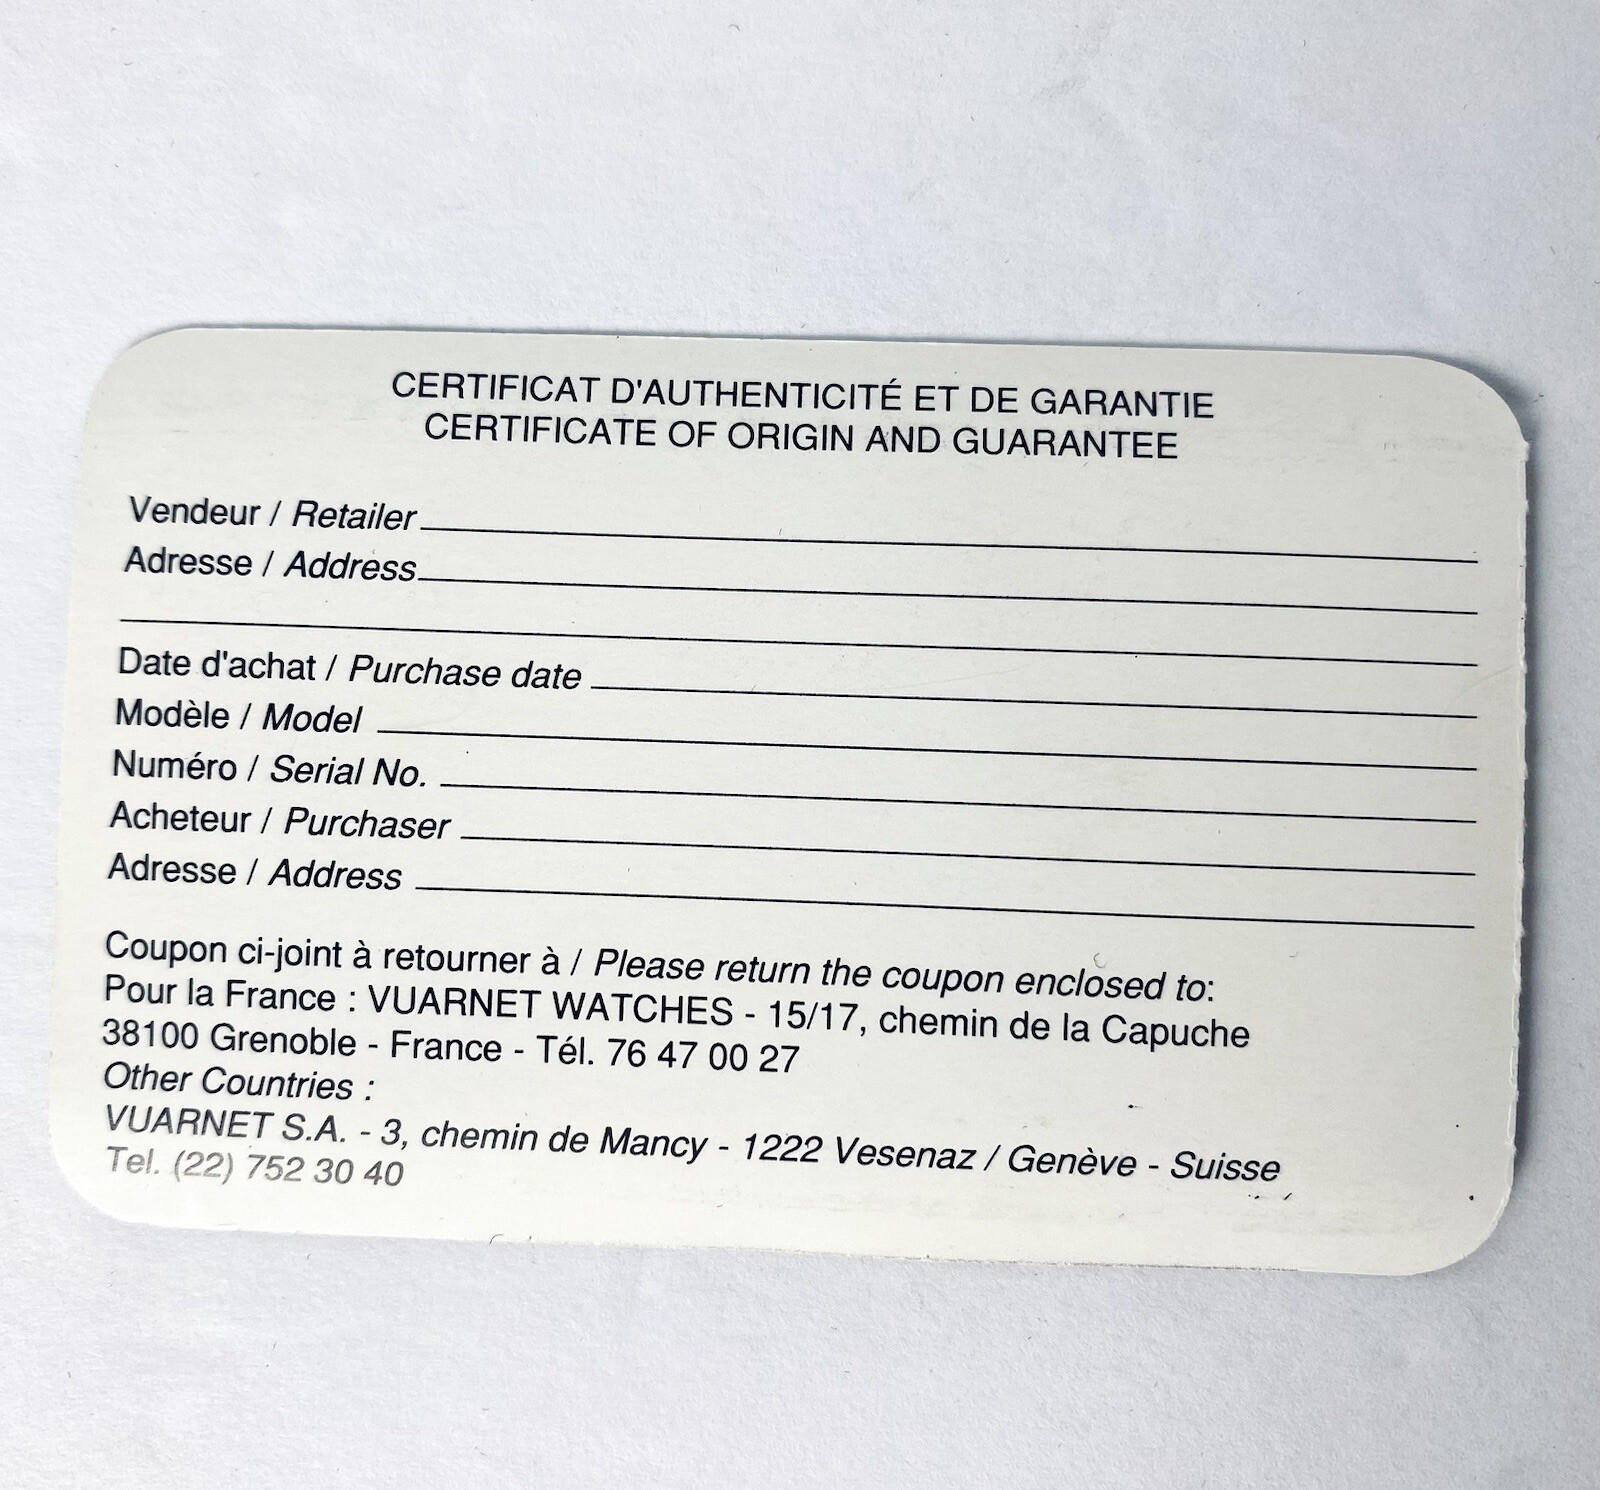 CERTIFICAT D'AUTHENTICITÉ ET DE GARANTIE
CERTIFICATE OF ORIGIN AND GUARANTEE
Vendeur / Retailer
Adresse / Address
Date d'achat / Purchase date
Modèle / Model
Numéro / Serial No.
Acheteur / Purchaser
Adresse / Address
Coupon ci-joint à retourner à / Please return the coupon enclosed to:
Pour la France : VUARNET WATCHES - 15/17, chemin de la Capuche
38100 Grenoble - France - Tél. 76 47 00 27
Other Countries :
VUARNET S.A. - 3, chemin de Mancy - 1222 Vesenaz / Genève - Suisse
Tel. (22) 752 30 40